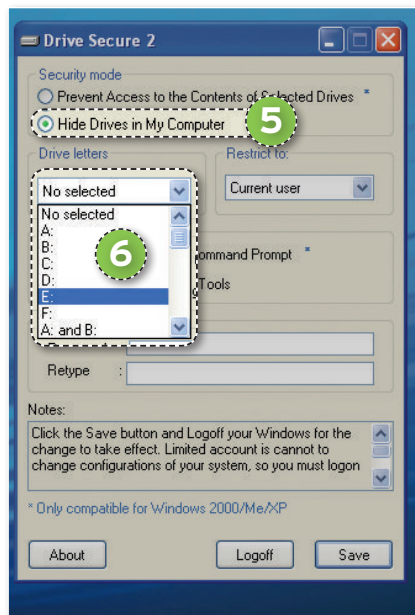 Drive Secure 2
Security mode
Prevent Access to the Contents of Selected Drives *
Hide Drives in My Computer
5
Drive letters
Restrict to:
No selected
Current user
No selected
A:
B:
C:
D:
E:
F:
A: and B:
6
ommand Prompt *
Tools
Retype :
Notes:
Click the Save button and Logoff your Windows for the
change to take effect. Limited account is cannot to
change configurations of your system, so you must logon
* Only compatible for Windows 2000/Me/XP
About
Logoff
Save